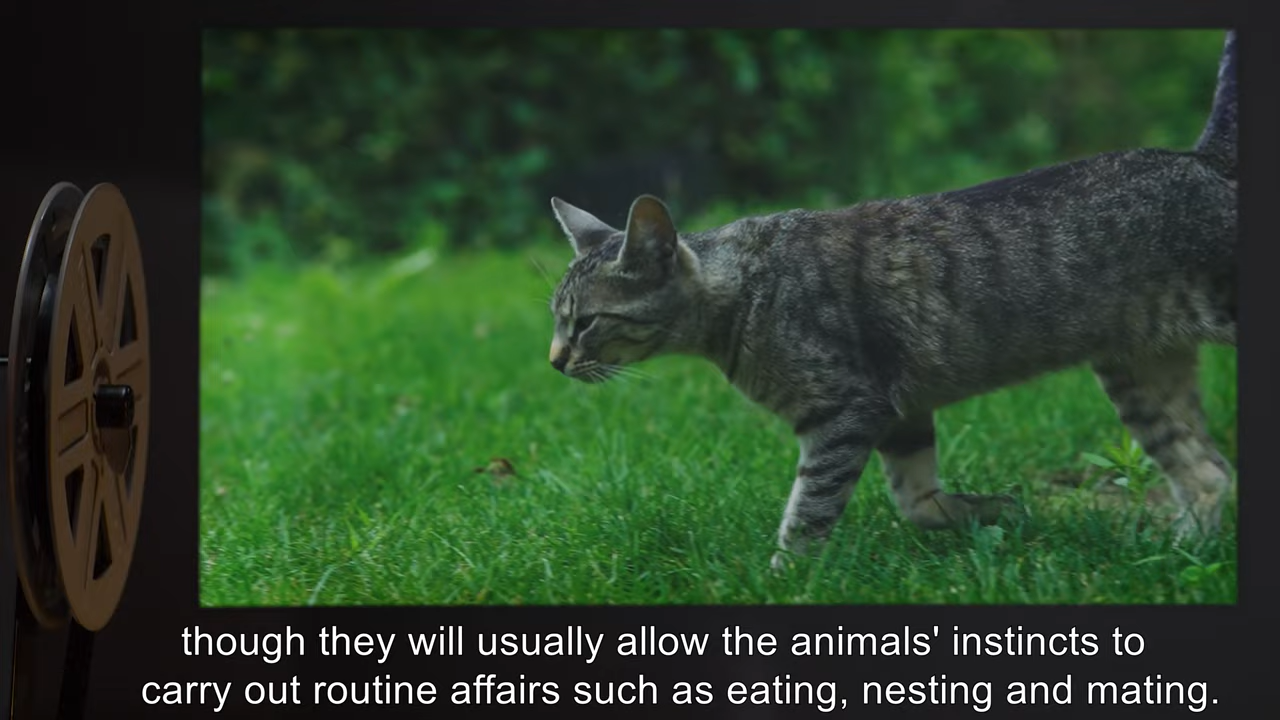 though they will usually allow the animals' instincts to
carry out routine affairs such as eating, nesting and mating.